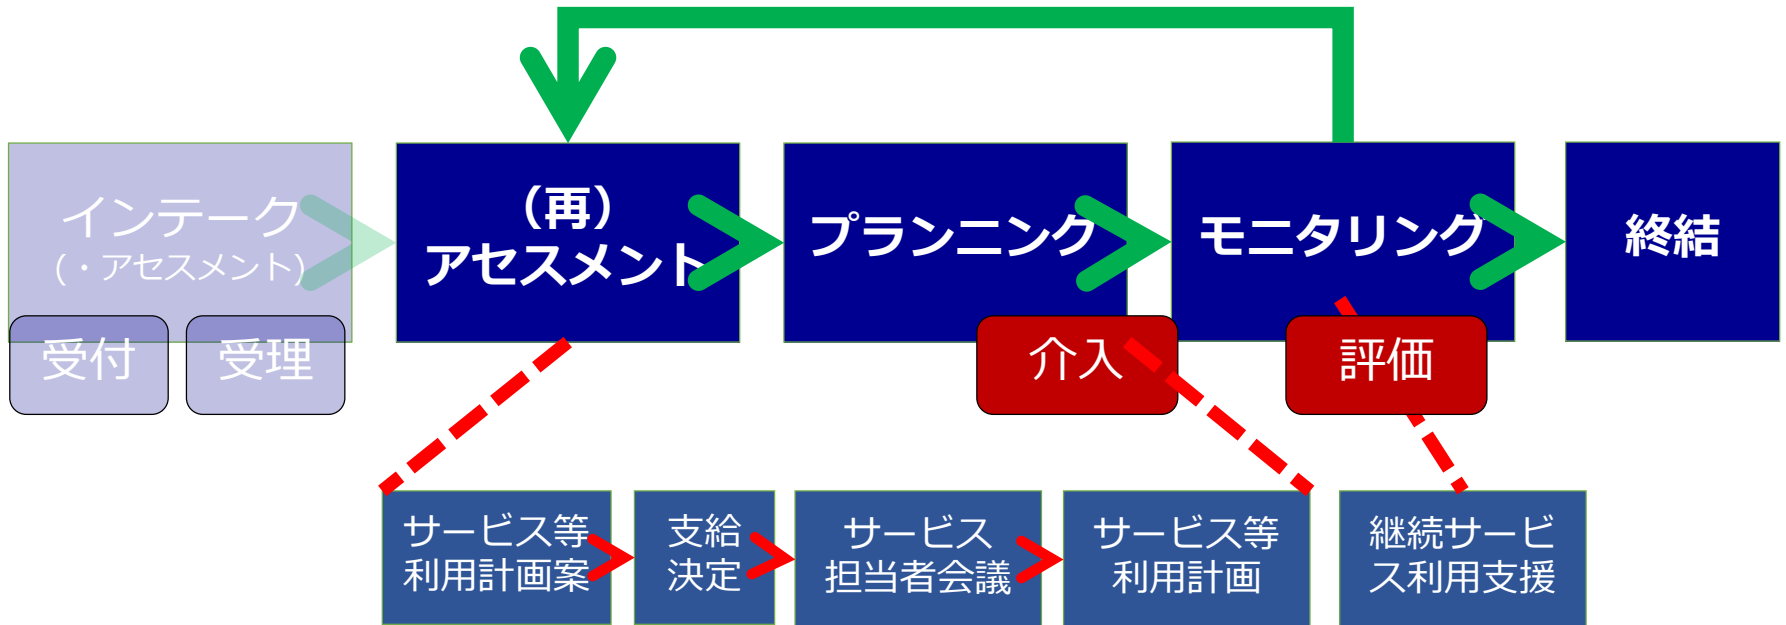 インテーク
(・アセスメント)
受付
受理
（再）
アセスメント
プランニング
介入
モニタリング
評価
終結
サービス等
利用計画案
支給
決定
サービス
担当者会議
サービス等
利用計画
継続サービ
ス利用支援